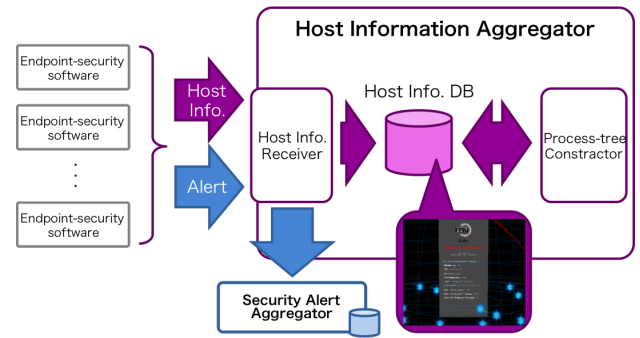 Host Information Aggregator
Endpoint-security
software
Endpoint-security
software
Endpoint-security
software
Host
Info.
Alert
Host Info.
Receiver
Host Info. DB
Process-tree
Constractor
Security Alert
Aggregator